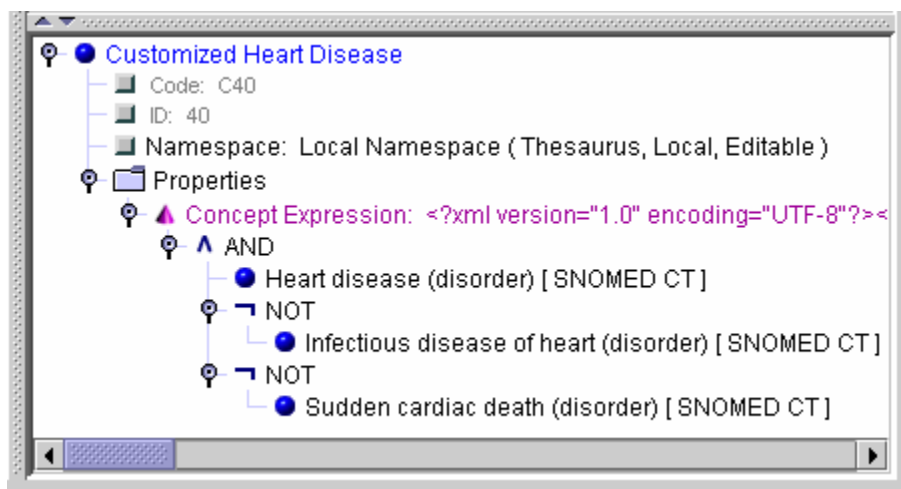 Customized Heart Disease
Code: C40
ID: 40
Namespace: Local Namespace ( Thesaurus, Local, Editable )
Properties
Concept Expression: <?xml version="1.0" encoding="UTF-8"?><
AND
Heart disease (disorder) [ SNOMED CT ]
NOT
Infectious disease of heart (disorder) [ SNOMED CT ]
NOT
Sudden cardiac death (disorder) [ SNOMED CT ]